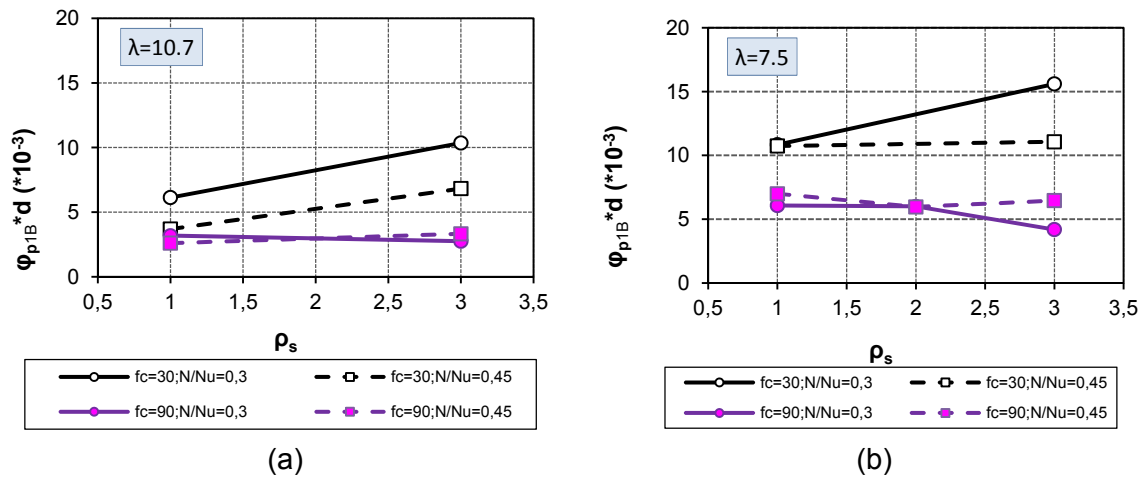 λ=10.7
20
15
10
5
0
φp1B*d (*10-3)
0,5 1 1,5 2 2,5 3 3,5
ρs
fc=30;N/Nu=0,3 fc=30;N/Nu=0,45
fc=90;N/Nu=0,3 fc=90;N/Nu=0,45
(a)
λ=7.5
20
15
10
5
0
φp1B*d (*10-3)
0,5 1 1,5 2 2,5 3 3,5
ρs
fc=30;N/Nu=0,3 fc=30;N/Nu=0,45
fc=90;N/Nu=0,3 fc=90;N/Nu=0,45
(b)